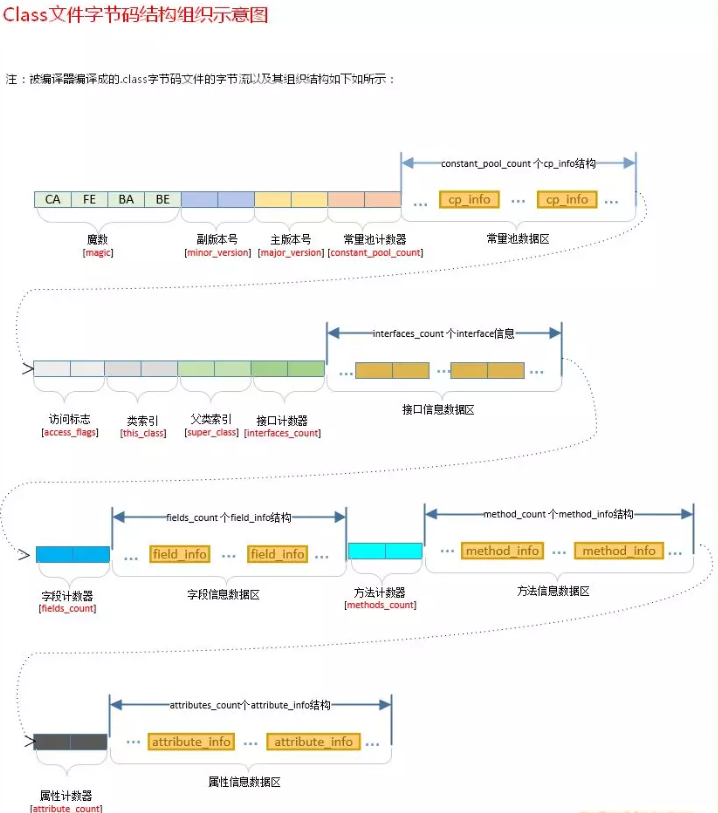 Class文件字节码结构组织示意图
注：被编译器编译成的.class字节码文件的字节流以及其组织结构如下如所示：
constant_pool_count 个cp_info结构
CA FE BA BE ... cp_info ... cp_info ...
魔数 副版本号 主版本号 常量池计数器 常量池数据区
[magic] [minor_version] [major_version] [constant_pool_count]
interfaces_count 个interface信息
... ... ...
访问标志 类索引 父类索引 接口计数器 接口信息数据区
[access_flags] [this_class] [super_class] [interfaces_count]
fields_count 个field_info结构 method_count 个method_info结构
... field_info ... field_info ... ... method_info ... method_info ...
字段计数器 字段信息数据区 方法计数器 方法信息数据区
[fields_count] [methods_count]
attributes_count个attribute_info结构
... attribute_info ... attribute_info ...
属性计数器 属性信息数据区
[attribute_count]